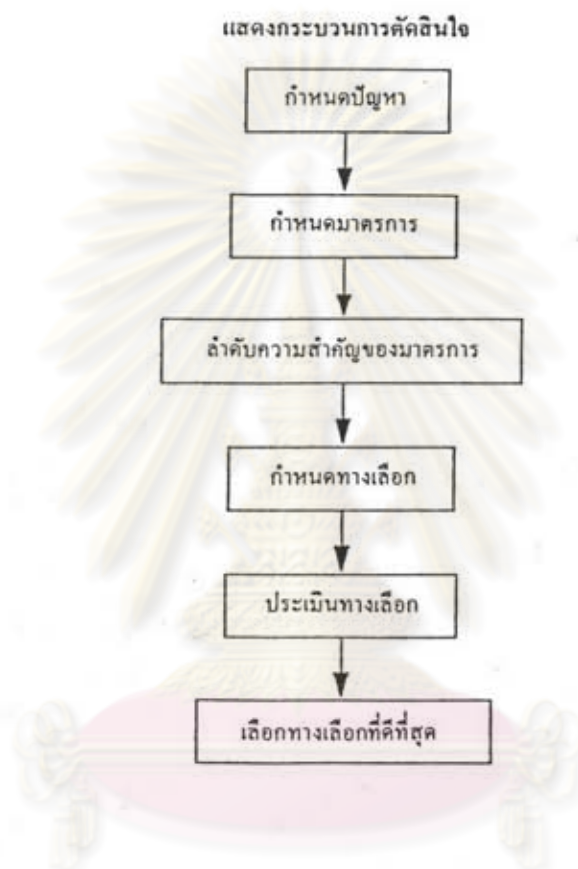 แสดงกระบวนการตัดสินใจ
กำหนดปัญหา
กำหนดมาตรการ
ลำดับความสำคัญของมาตรการ
กำหนดทางเลือก
ประเมินทางเลือก
เลือกทางเลือกที่ดีที่สุด